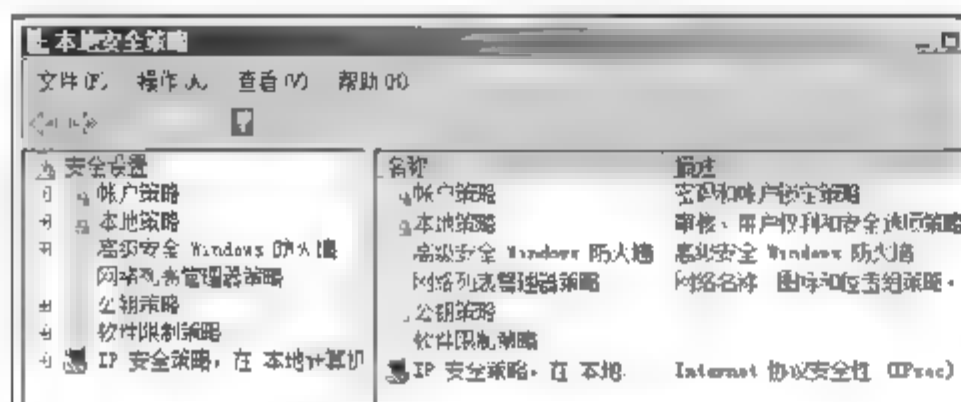 本地安全策略
文件(F) 操作(A) 查看(V) 帮助(H)
安全设置
帐户策略
本地策略
高级安全 Windows 防火墙
网络列表管理器策略
公钥策略
软件限制策略
IP 安全策略，在 本地计算机
名称 描述
帐户策略 密码和帐户锁定策略
本地策略 审核、用户权利和安全选项策略
高级安全 Windows 防火墙 高级安全 Windows 防火墙
网络列表管理器策略 网络名称 图标和位置组策略。
公钥策略
软件限制策略
IP 安全策略，在 本地 Internet 协议安全性 (IPsec)